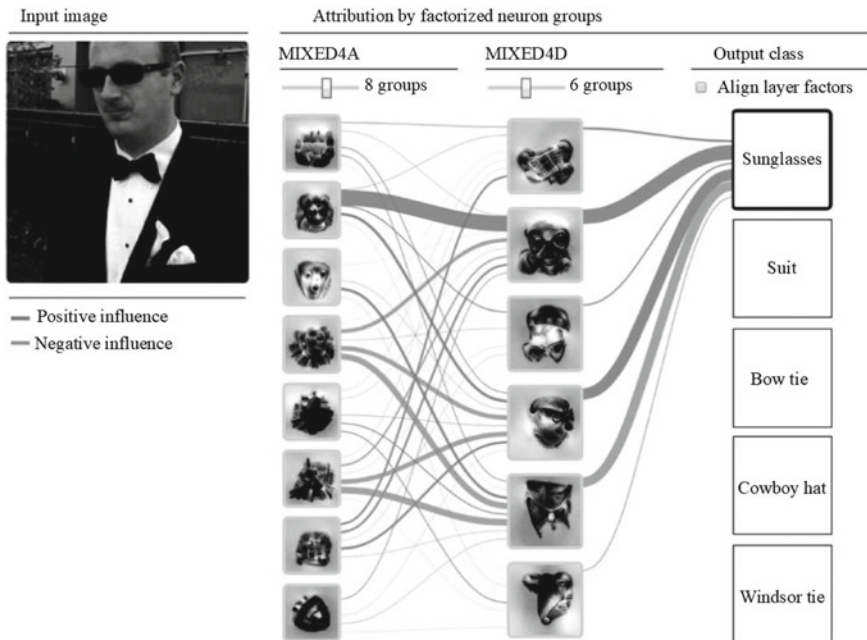 Input image
Attribution by factorized neuron groups
MIXED4A
MIXED4D
Output class
8 groups
6 groups
Align layer factors
Sunglasses
Suit
Positive influence
Negative influence
Bow tie
Cowboy hat
Windsor tie